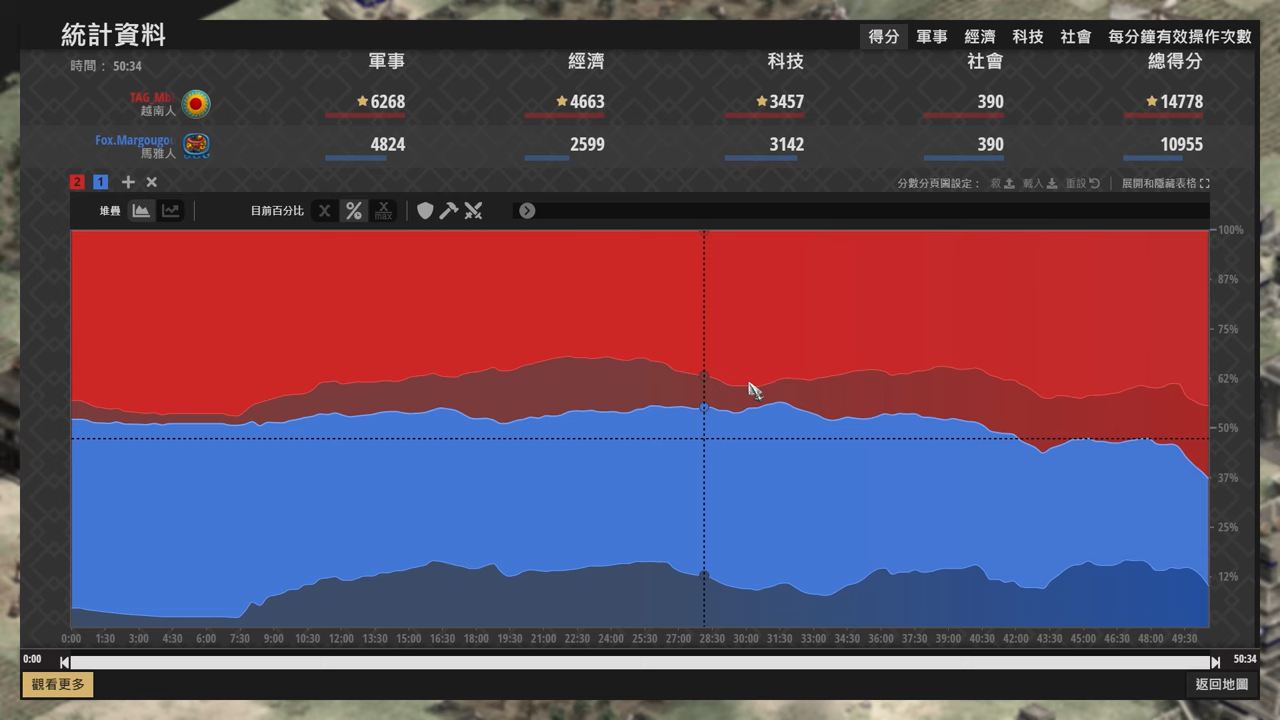 統計資料
得分 軍事 經濟 科技 社會 每分鐘有效操作次數
時間： 50:34
軍事 經濟 科技 社會 總得分
TAG_Mb
越南人
6268 4663 3457 390 14778
Fox.Margougou
馬雅人
4824 2599 3142 390 10955
2 1
分數分頁圖設定： 載入 重設 展開和隱藏表格
堆疊 目前百分比 X % X max
100%
87%
75%
62%
50%
37%
25%
12%
0:00 1:30 3:00 4:30 6:00 7:30 9:00 10:30 12:00 13:30 15:00 16:30 18:00 19:30 21:00 22:30 24:00 25:30 27:00 28:30 30:00 31:30 33:00 34:30 36:00 37:30 39:00 40:30 42:00 43:30 45:00 46:30 48:00 49:30
0:00 50:34
觀看更多 返回地圖